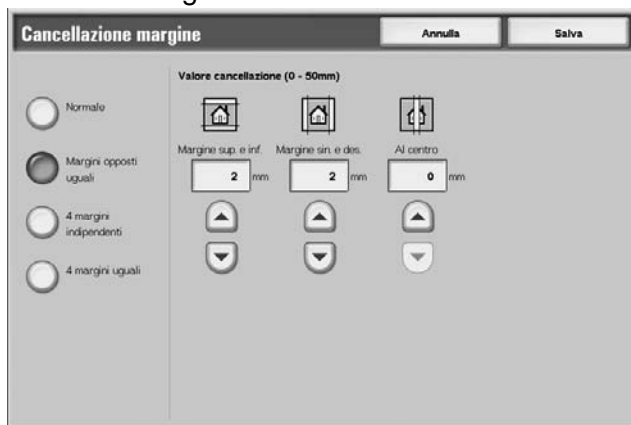 Cancellazione margine
Annulla
Salva
Valore cancellazione (0 - 50mm)
Normale
Margini opposti
uguali
4 margini
indipendenti
4 margini uguali
Margine sup. e inf.
Margine sin. e des.
Al centro
2 mm
2 mm
0 mm